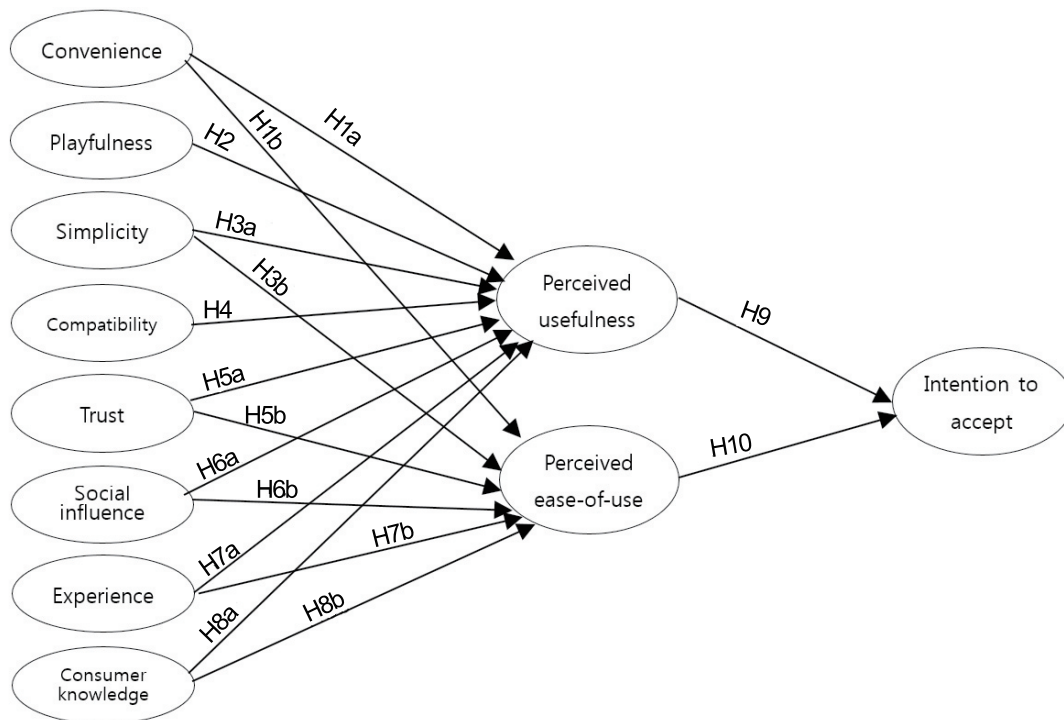 Convenience
H1a
H1b
Playfulness
H2
Simplicity
H3a
H3b
Compatibility
H4
Trust
H5a
H5b
Social
influence
H6a
H6b
Experience
H7a
H7b
Consumer
knowledge
H8a
H8b
Perceived
usefulness
H9
Perceived
ease-of-use
H10
Intention to
accept